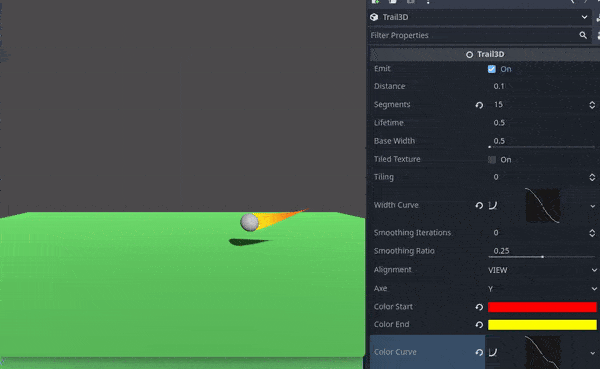 Trail3D
Filter Properties
Trail3D
Emit On
Distance 0.1
Segments 15
Lifetime 0.5
Base Width 0.5
Tiled Texture On
Tiling 0
Width Curve
Smoothing Iterations 0
Smoothing Ratio 0.25
Alignment VIEW
Axe Y
Color Start
Color End
Color Curve